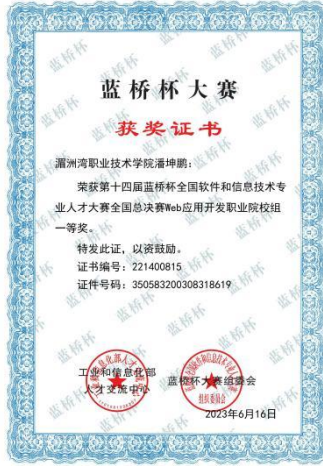 蓝桥杯大赛
获奖证书
湄洲湾职业技术学院潘坤鹏：
荣获第十四届蓝桥杯全国软件和信息技术专
业人才大赛全国总决赛Web应用开发职业院校组
一等奖。
特发此证，以资鼓励。
证书编号：221400815
证件号码：350583200308318619
工业和信息化部
人才交流中心
蓝桥杯大赛组委会
2023年6月16日